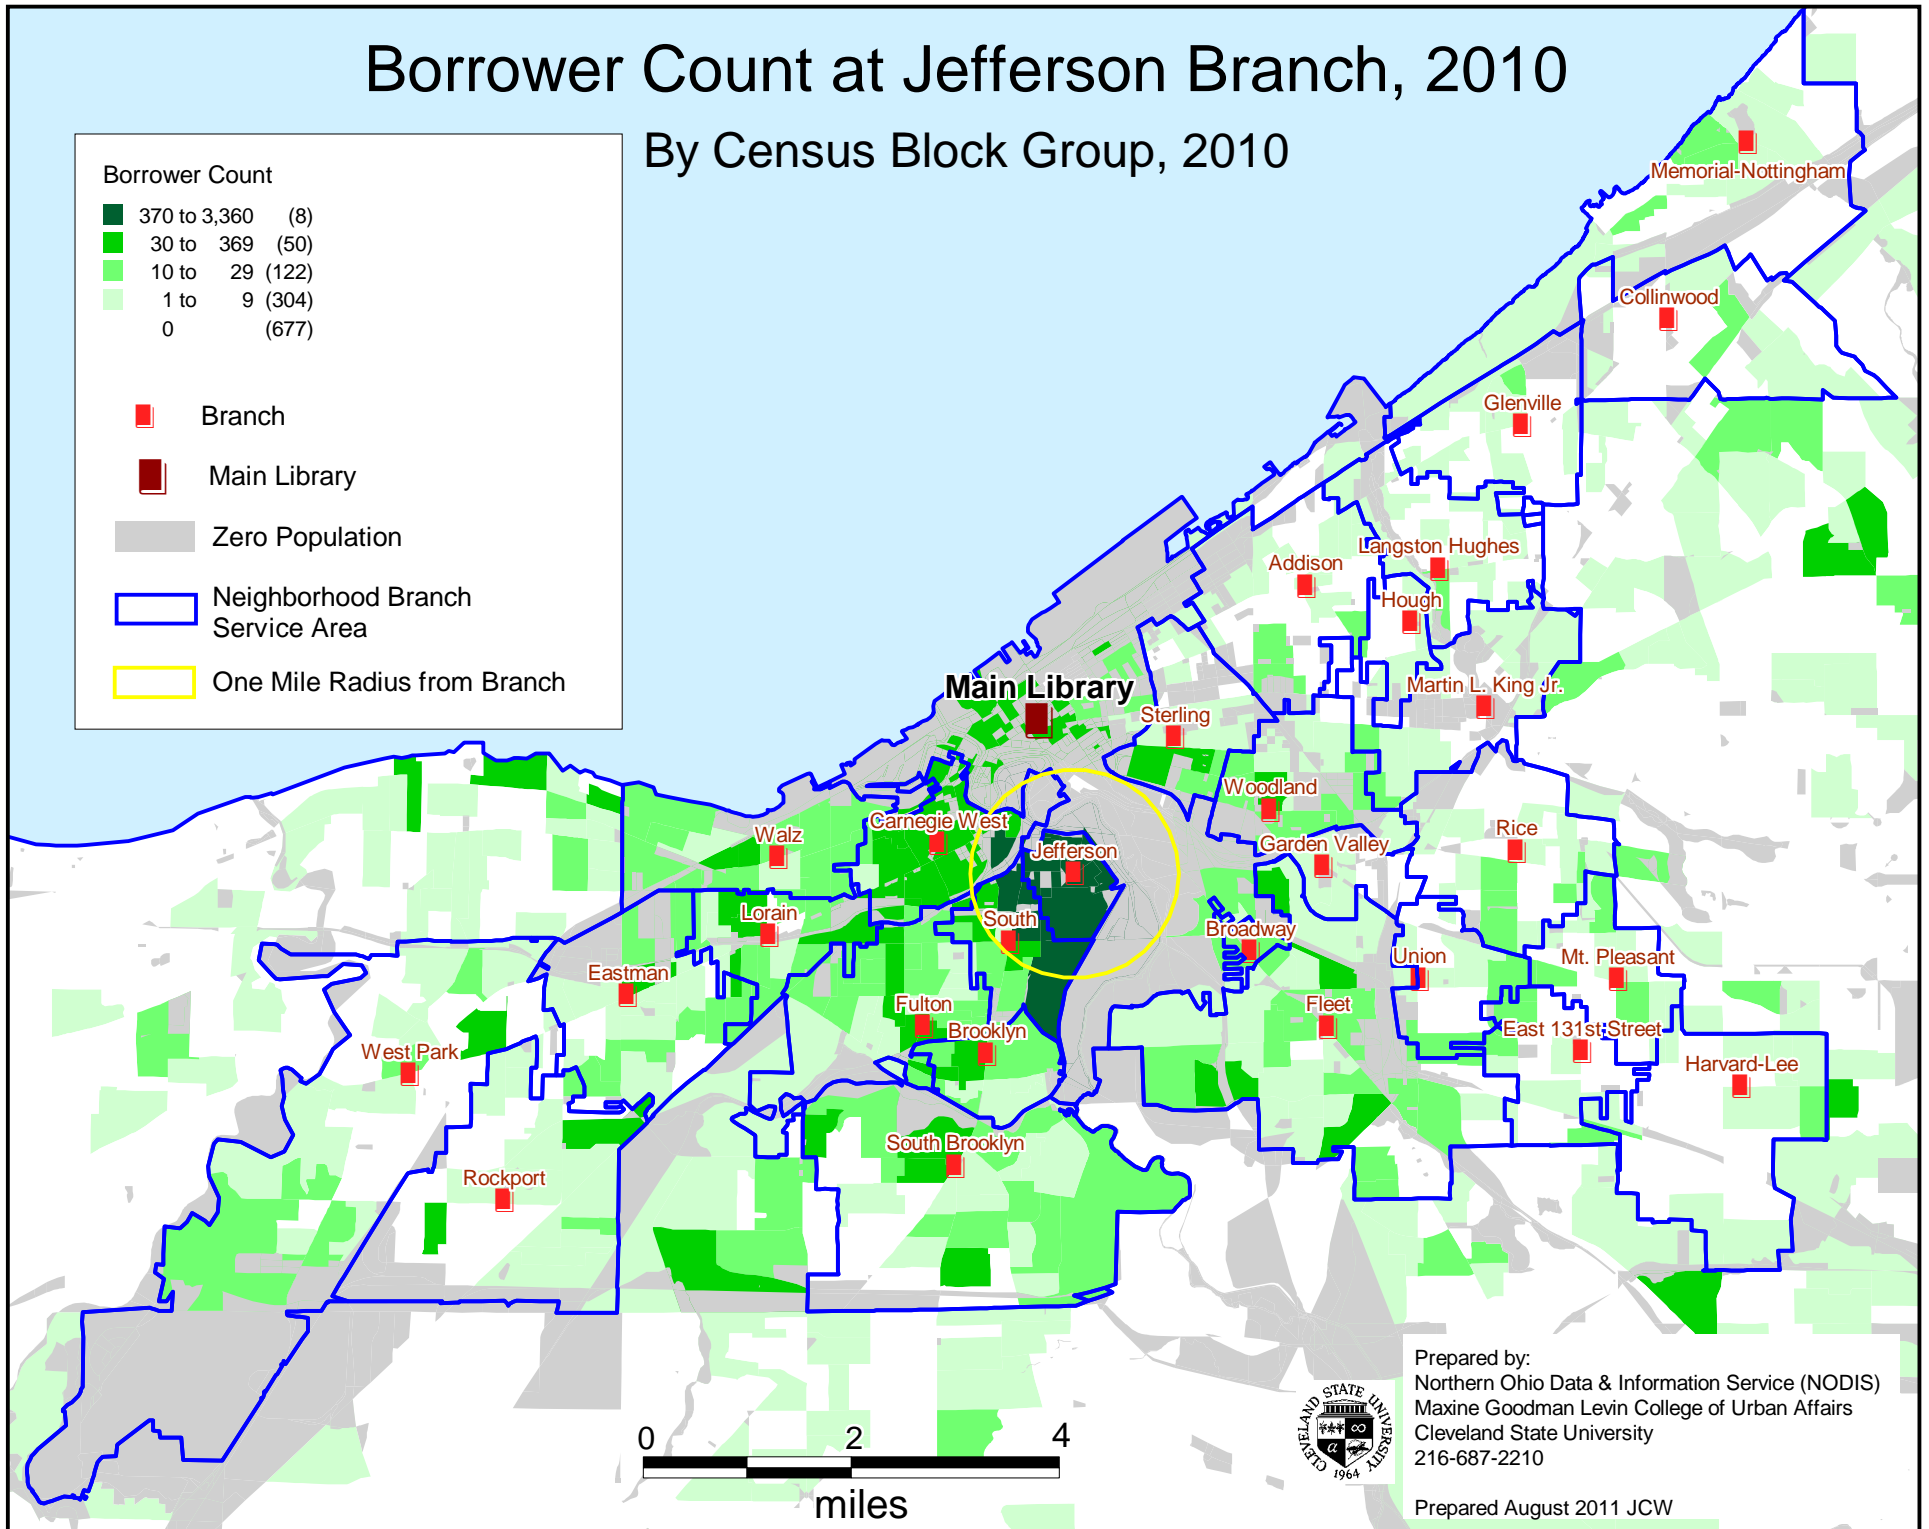 Borrower Count at Jefferson Branch, 2010
By Census Block Group, 2010
Borrower Count
370 to 3,360 (8)
30 to 369 (50)
10 to 29 (122)
1 to 9 (304)
0 (677)
Branch
Main Library
Zero Population
Neighborhood Branch
Service Area
One Mile Radius from Branch
Memorial-Nottingham
Collinwood
Glenville
Langston Hughes
Addison
Hough
Main Library
Martin L. King Jr.
Sterling
Woodland
Carnegie West
Walz
Rice
Jefferson
Garden Valley
Lorain
South
Broadway
Union
Mt. Pleasant
Eastman
Fulton
Fleet
Brooklyn
East 131st Street
West Park
Harvard-Lee
South Brooklyn
Rockport
0 2 4
miles
CLEVELAND STATE UNIVERSITY
α
∞
1964
Prepared by:
Northern Ohio Data & Information Service (NODIS)
Maxine Goodman Levin College of Urban Affairs
Cleveland State University
216-687-2210
Prepared August 2011 JCW